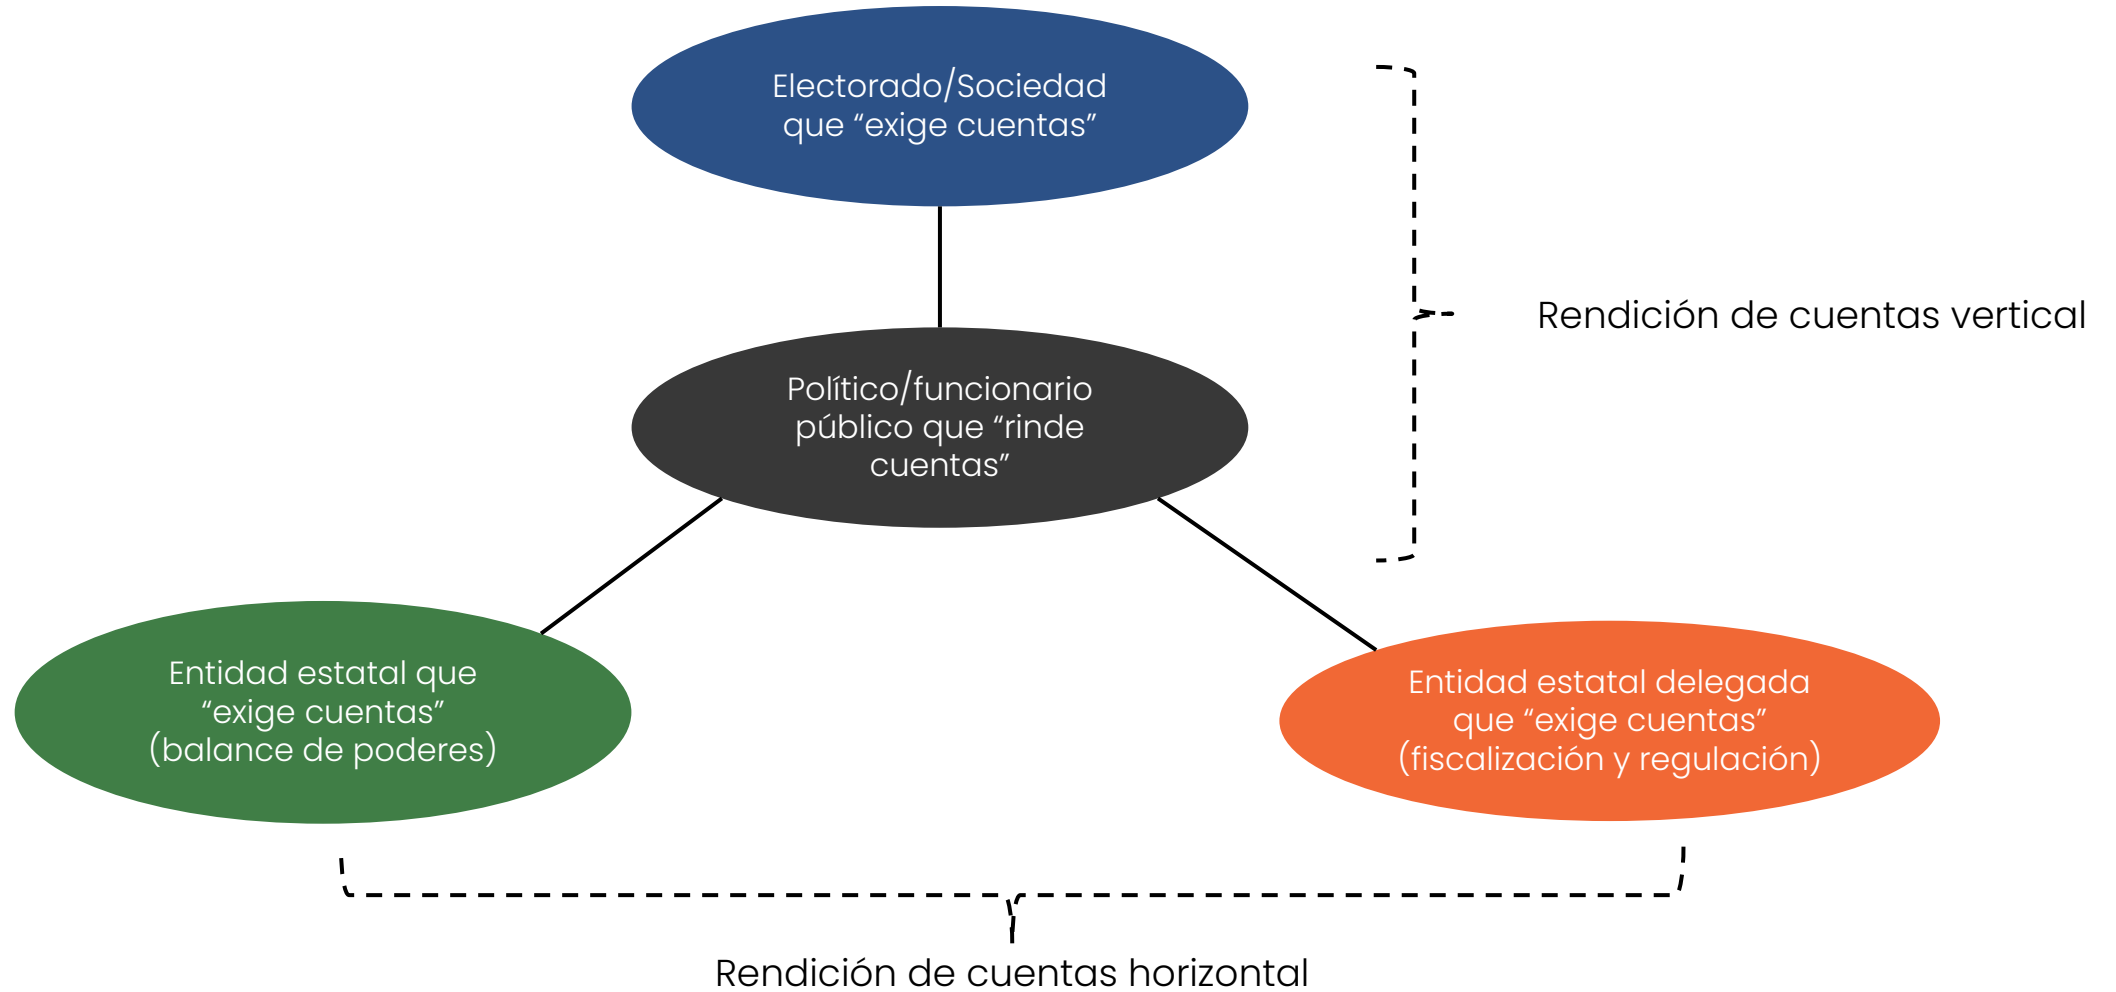 Electorado/Sociedad
que “exige cuentas”
Rendición de cuentas vertical
Político/funcionario
público que “rinde
cuentas”
Entidad estatal que
“exige cuentas”
(balance de poderes)
Entidad estatal delegada
que “exige cuentas”
(fiscalización y regulación)
Rendición de cuentas horizontal